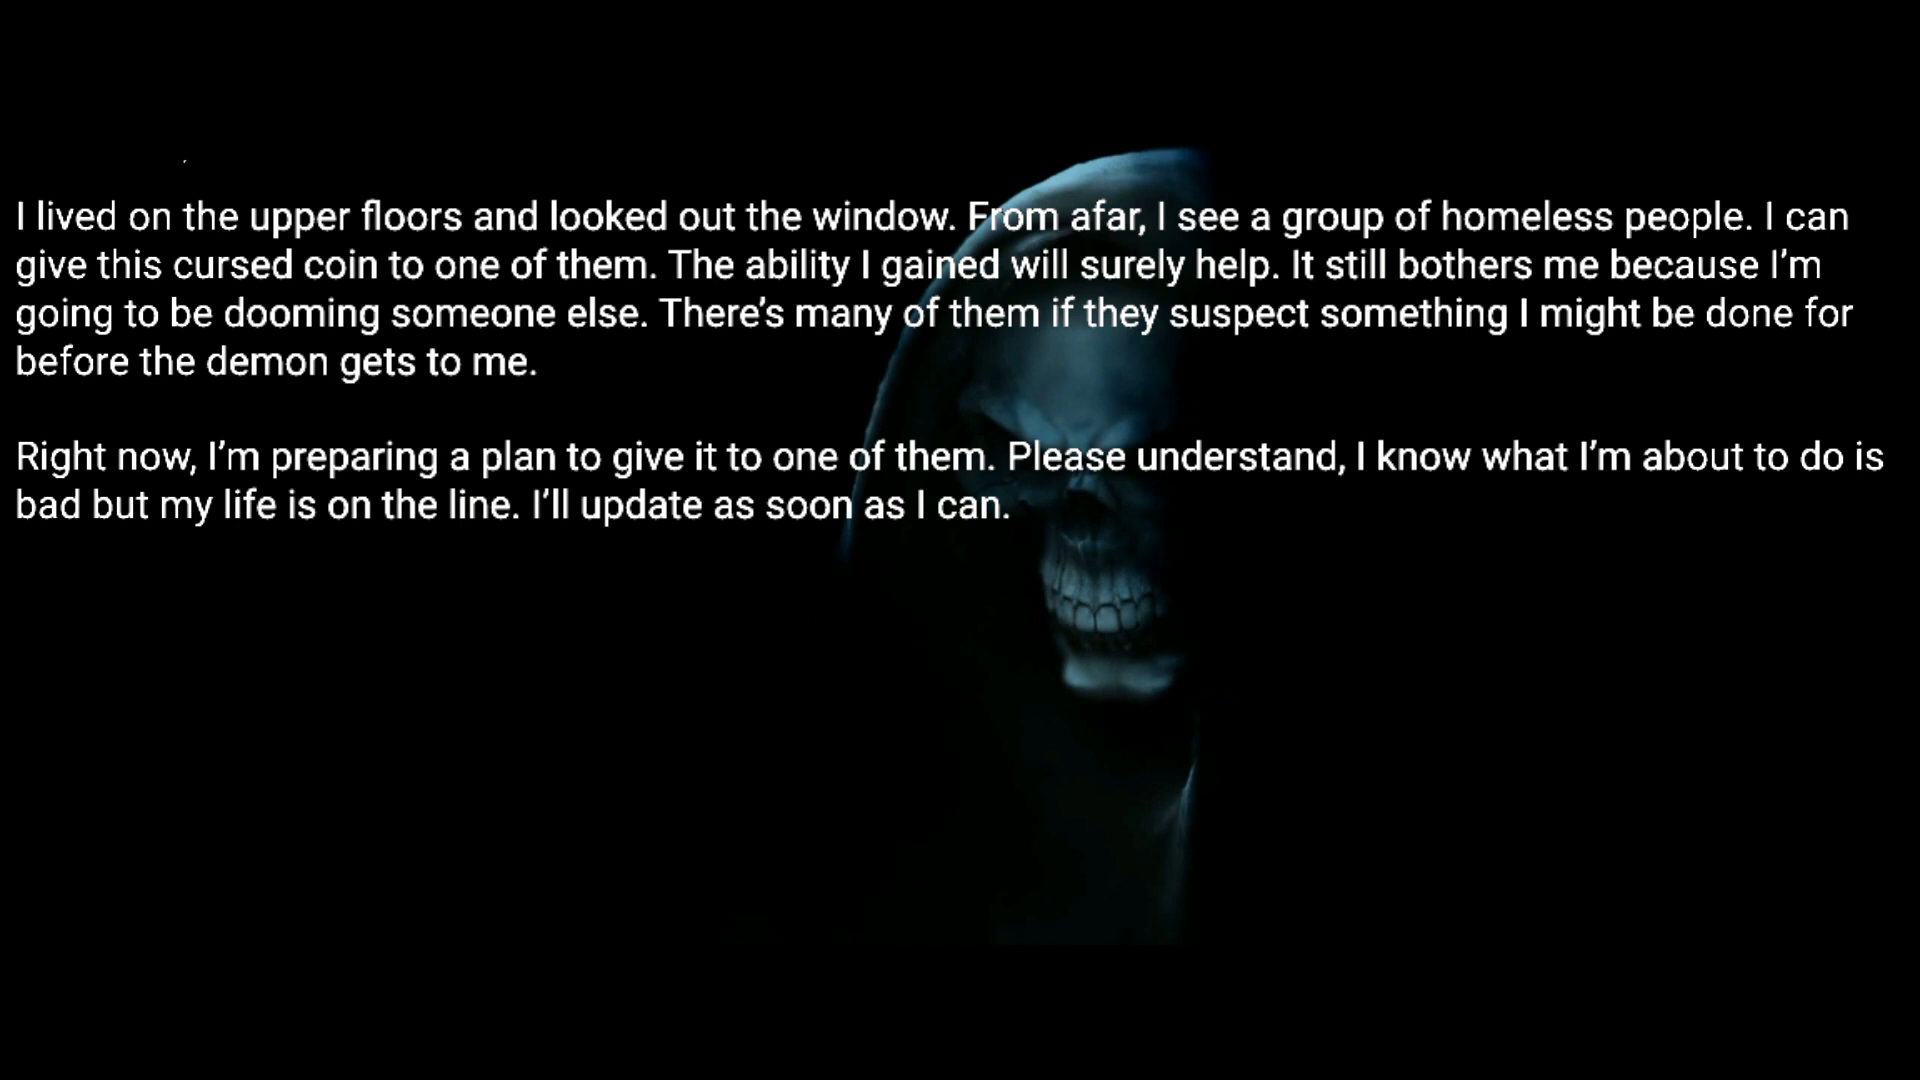 I lived on the upper floors and looked out the window. From afar, I see a group of homeless people. I can
give this cursed coin to one of them. The ability I gained will surely help. It still bothers me because I’m
going to be dooming someone else. There’s many of them if they suspect something I might be done for
before the demon gets to me.
Right now, I’m preparing a plan to give it to one of them. Please understand, I know what I’m about to do is
bad but my life is on the line. I’ll update as soon as I can.